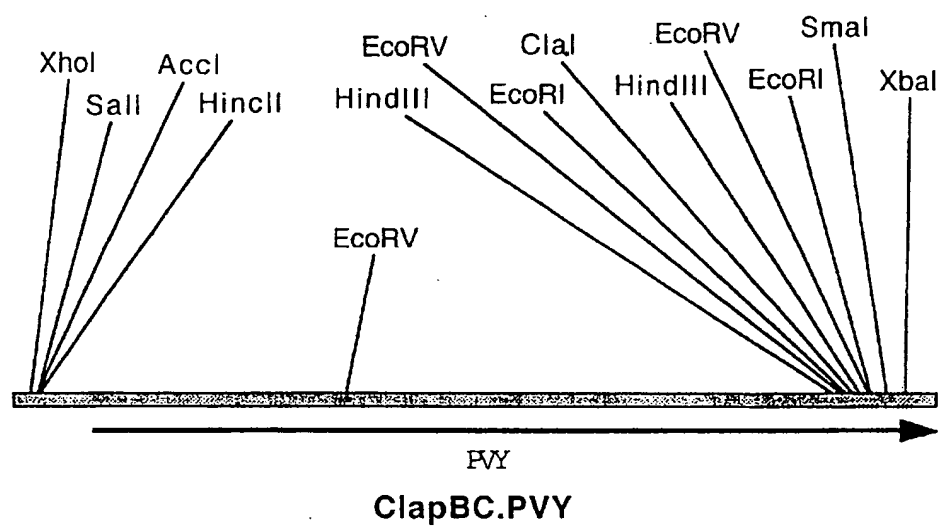 XhoI
SalI
AccI
HincII
HindIII
EcoRV
EcoRI
ClaI
HindIII
EcoRV
EcoRI
SmaI
XbaI
EcoRV
PVY
ClapBC.PVY